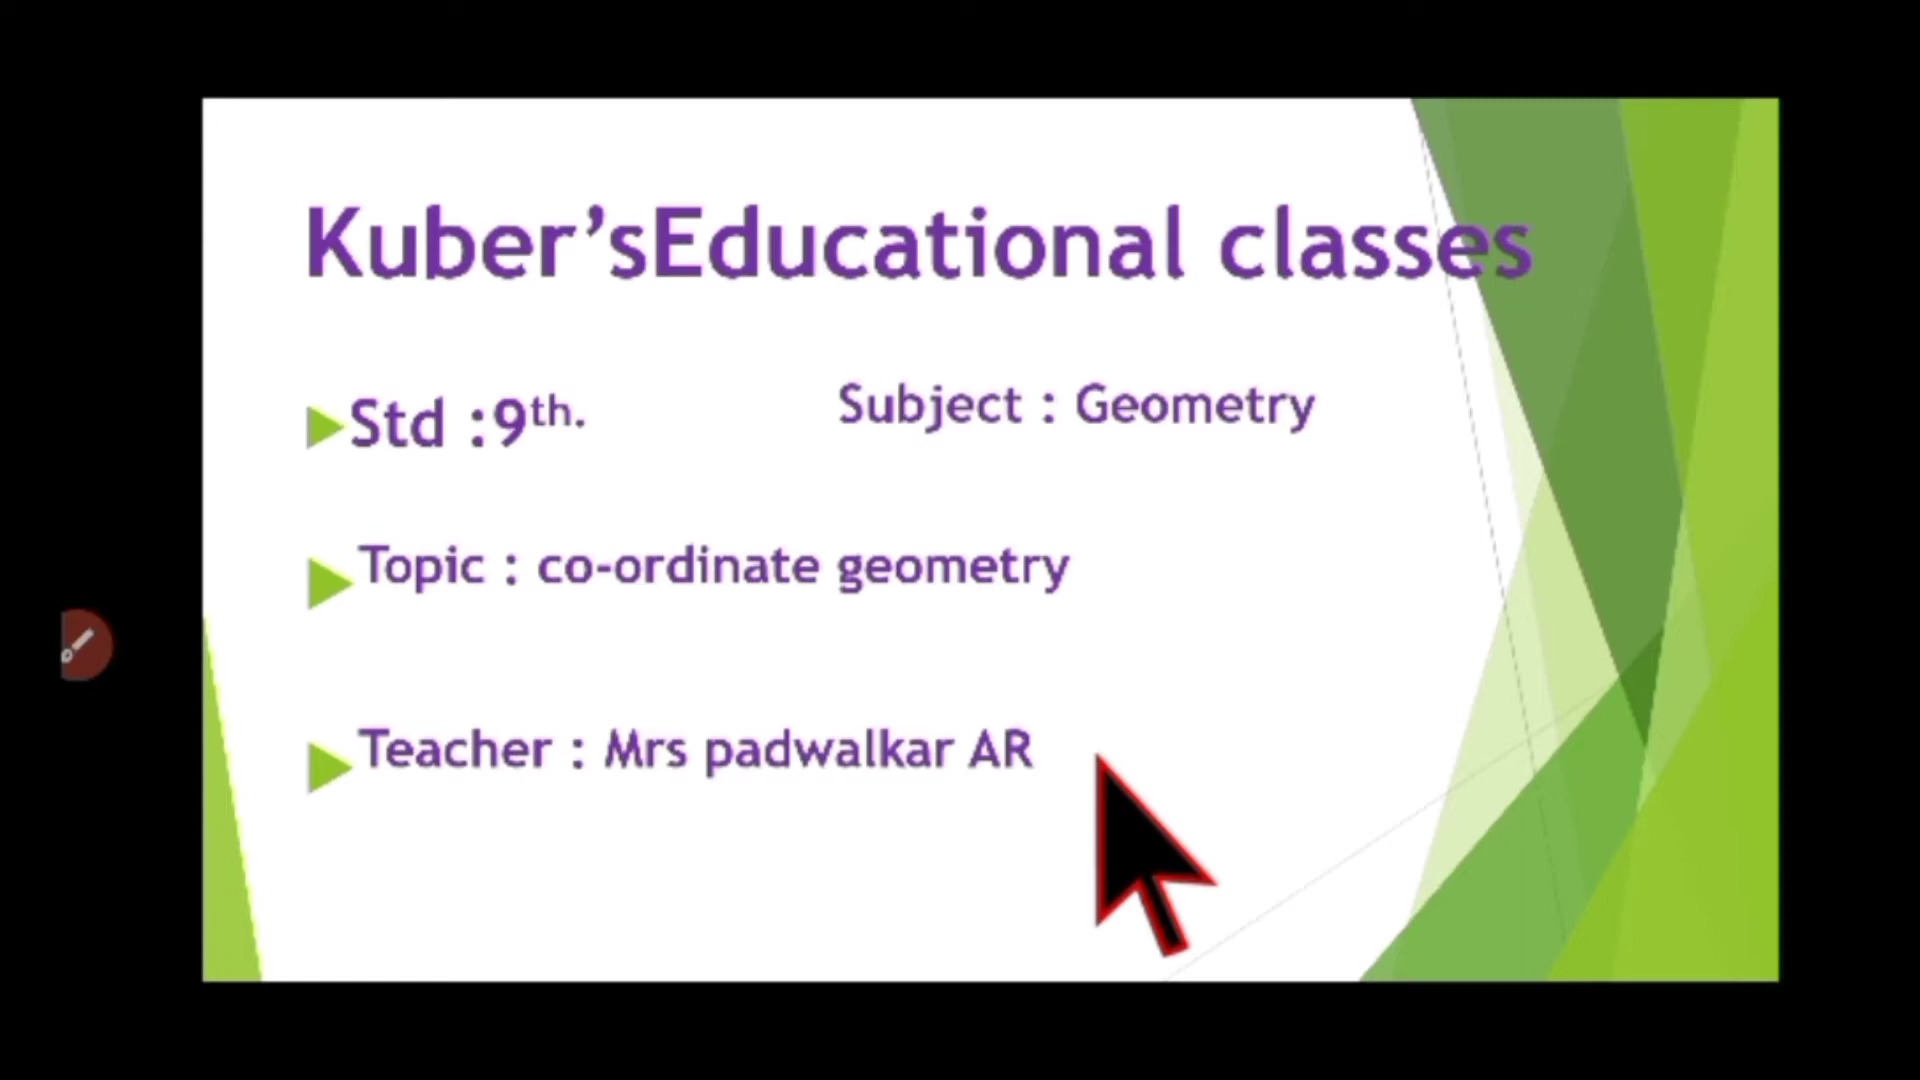 Kuber’sEducational classes
Std :9th.
Subject : Geometry
Topic : co-ordinate geometry
Teacher : Mrs padwalkar AR